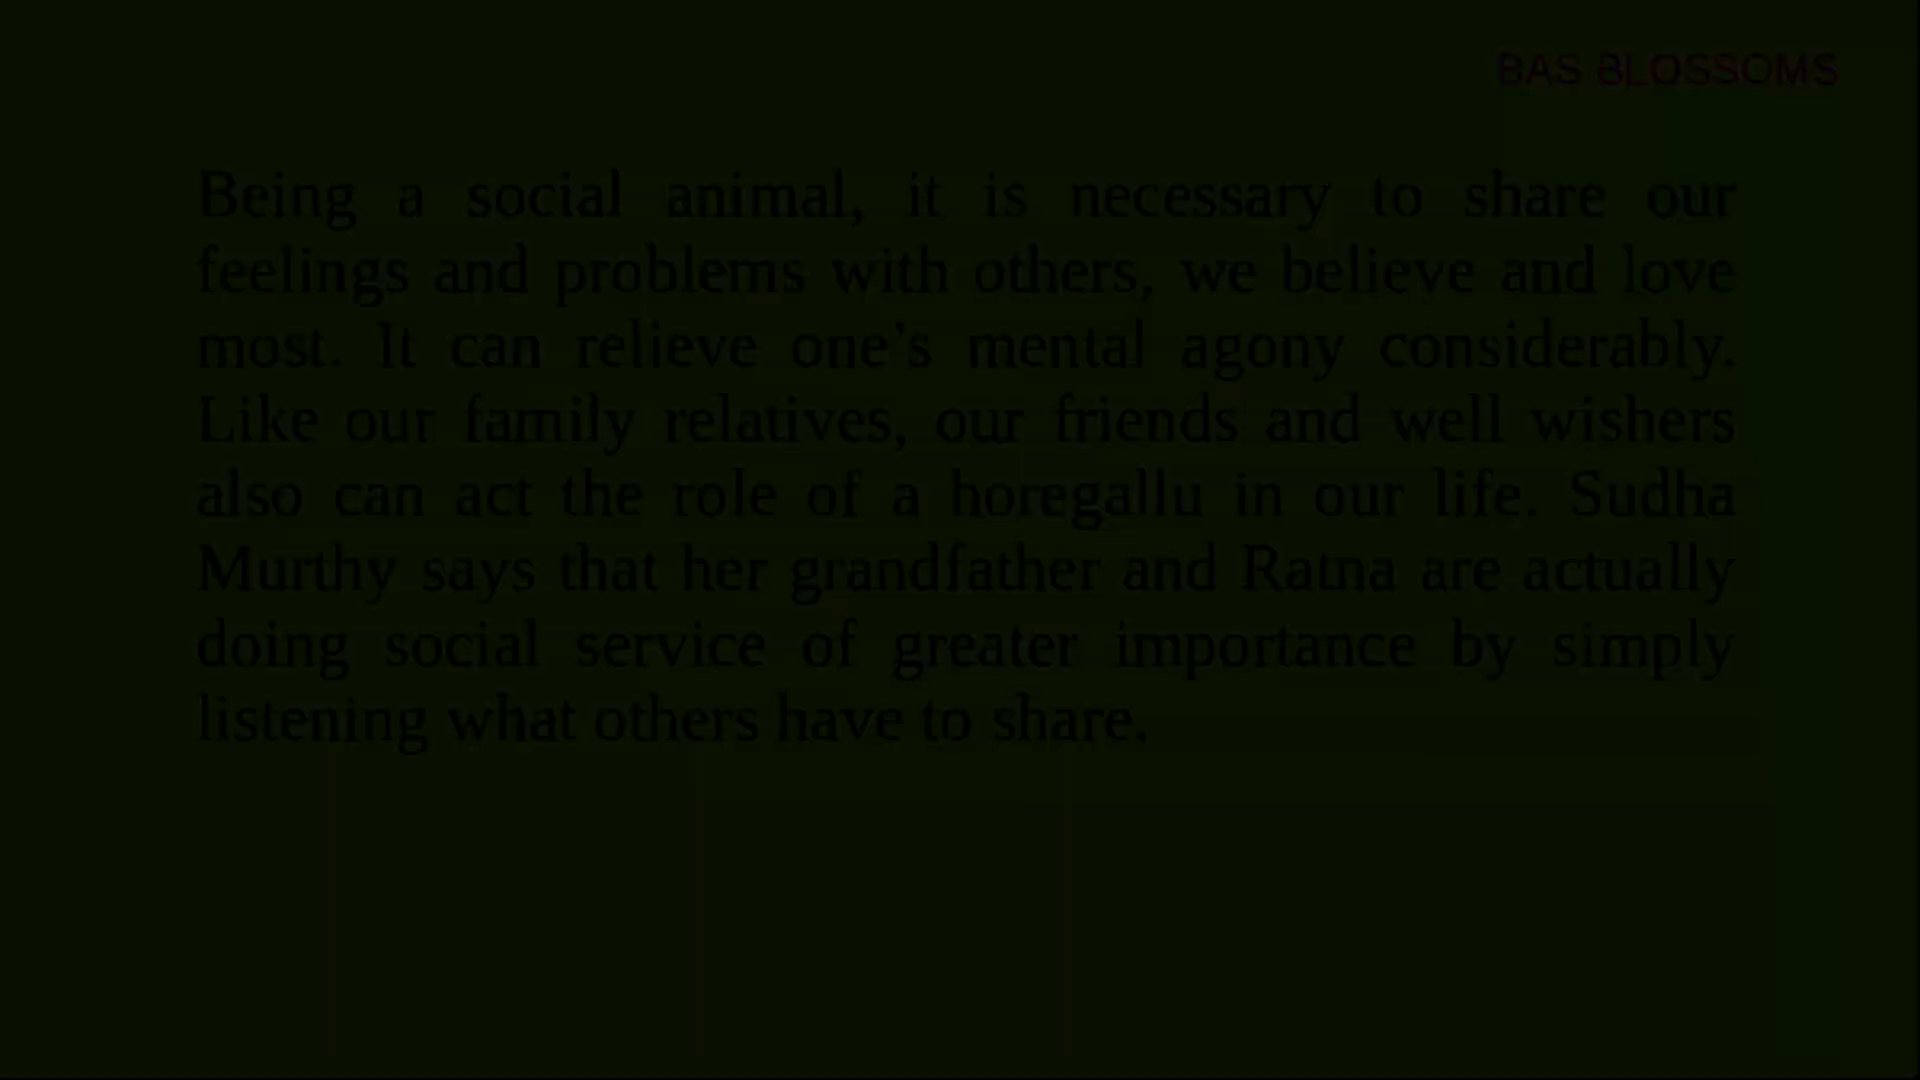 BAS BLOSSOMS
Being a social animal, it is necessary to share our
feelings and problems with others, we believe and love
most. It can relieve one's mental agony considerably.
Like our family relatives, our friends and well wishers
also can act the role of a horegallu in our life. Sudha
Murthy says that her grandfather and Ratna are actually
doing social service of greater importance by simply
listening what others have to share.